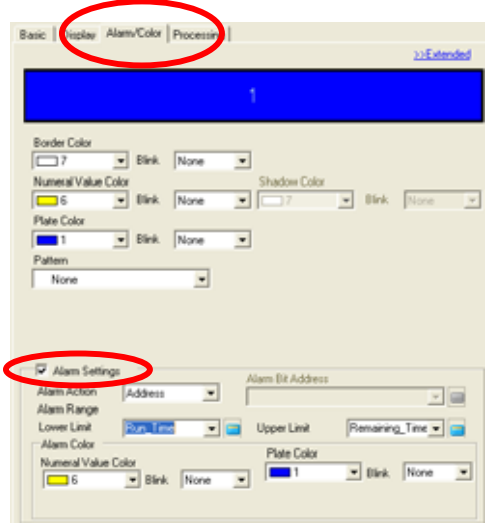 Basic Display Alarm/Color Processing
>>Extended
1
Border Color
7 Blink None
Numeral Value Color Shadow Color
6 Blink None 7 Blink None
Plate Color
1 Blink None
Pattern
None
Alarm Settings
Alarm Action Address Alarm Bit Address
Alarm Range
Lower Limit Run_Time Upper Limit Remaining_Time
Alarm Color
Numeral Value Color Plate Color
6 Blink None 1 Blink None